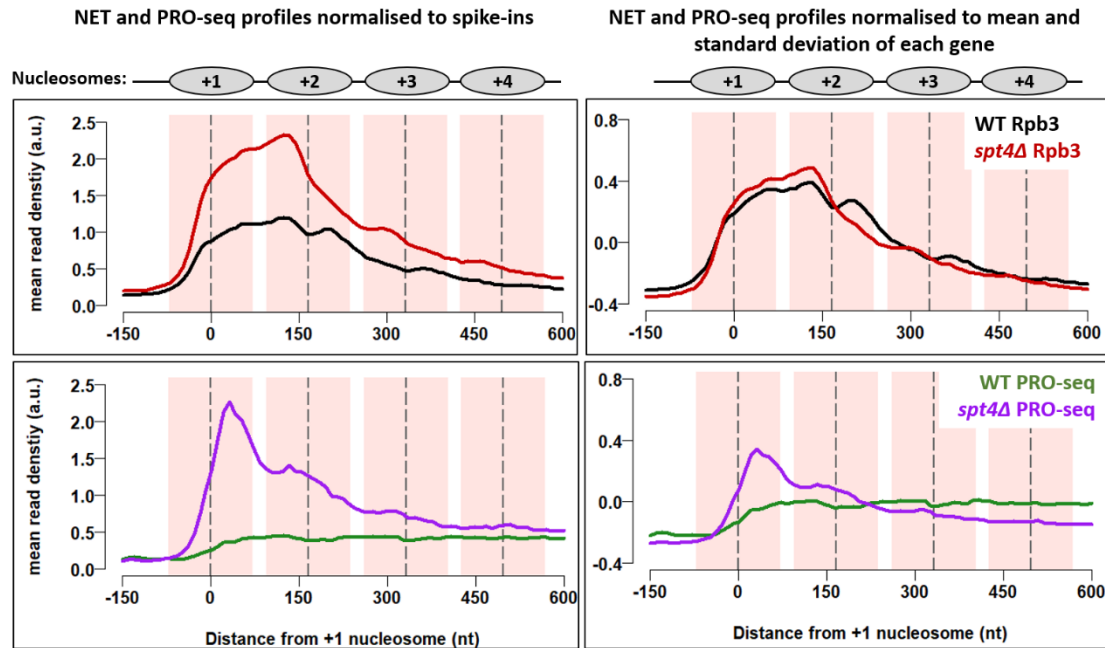 NET and PRO-seq profiles normalised to spike-ins
NET and PRO-seq profiles normalised to mean and
standard deviation of each gene
Nucleosomes: +1 +2 +3 +4
+1 +2 +3 +4
mean read denstiy (a.u.)
2.5
2.0
1.5
1.0
0.5
0.0
-150 0 150 300 450 600
0.8
0.4
0.0
-0.4
-150 0 150 300 450 600
WT Rpb3
spt4Δ Rpb3
mean read denstiy (a.u.)
2.5
2.0
1.5
1.0
0.5
0.0
-150 0 150 300 450 600
Distance from +1 nucleosome (nt)
0.8
0.4
0.0
-0.4
-150 0 150 300 450 600
WT PRO-seq
spt4Δ PRO-seq
Distance from +1 nucleosome (nt)